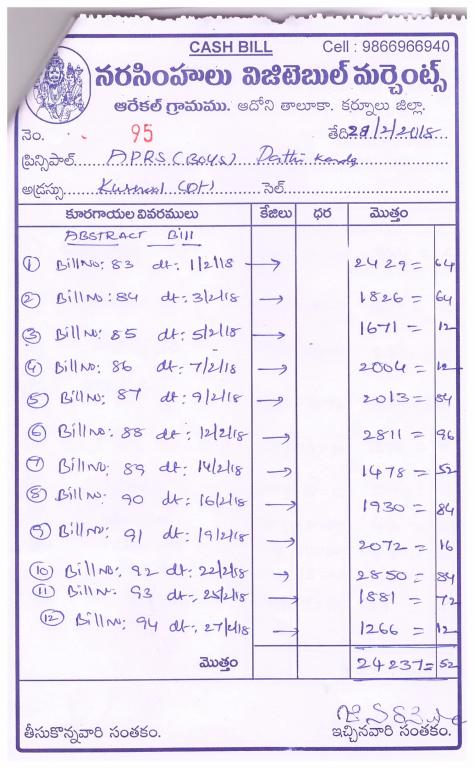 CASH BILL Cell : 9866966940
నరసింహులు విజిటెబుల్ మర్చెంట్స్
ఆరేకల్ గ్రామము. ఆదోని తాలూకా. కర్నూలు జిల్లా.
నెం. 95 తేది 28/2/2018
ప్రిన్సిపాల్ APRS (Boys)
అడ్రస్సు Kurnool (Dt) సెల్
కూరగాయల వివరములు కేజిలు ధర మొత్తం
ABSTRACT Bill
① Bill No: 83 dt: 1/2/18 → 2429 = 64
② Bill No: 84 dt: 3/2/18 → 1826 = 64
③ Bill No: 85 dt: 5/2/18 → 1671 = 12
④ Bill No: 86 dt: 7/2/18 → 2004 = 12
⑤ Bill No: 87 dt: 9/2/18 → 2013 = 84
⑥ Bill No: 88 dt: 12/2/18 → 2811 = 96
⑦ Bill No: 89 dt: 14/2/18 → 1478 = 52
⑧ Bill No: 90 dt: 16/2/18 → 1930 = 84
⑨ Bill No: 91 dt: 19/2/18 → 2072 = 16
⑩ Bill No: 92 dt: 22/2/18 → 2850 = 84
⑪ Bill No: 93 dt: 25/2/18 → 1881 = 72
⑫ Bill No: 94 dt: 27/2/18 → 1266 = 12
మొత్తం 24237 = 52
తీసుకొన్నవారి సంతకం. ఇచ్చినవారి సంతకం.